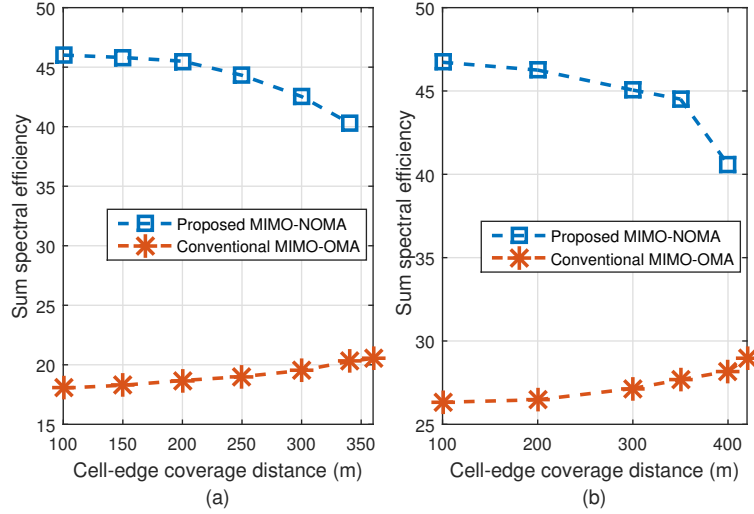 50
45
40
35
30
25
20
15
Sum spectral efficiency
Proposed MIMO-NOMA
Conventional MIMO-OMA
100 150 200 250 300 350
Cell-edge coverage distance (m)
(a)
50
45
40
35
30
25
Sum spectral efficiency
Proposed MIMO-NOMA
Conventional MIMO-OMA
100 200 300 400
Cell-edge coverage distance (m)
(b)